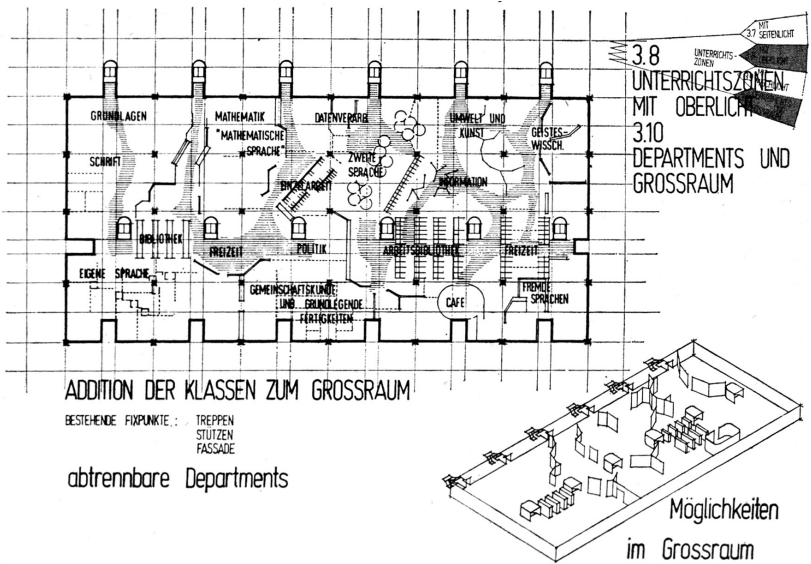 3.7 MIT
SEITENLICHT
UNTERRICHTS-
ZONEN
3.8
UNTERRICHTSZONEN
MIT OBERLICHT
3.10
DEPARTMENTS UND
GROSSRAUM
GRUNDLAGEN
SCHRIFT
MATHEMATIK
"MATHEMATISCHE
SPRACHE"
DATENVERARB.
ZWEITE
SPRACHE
EINZELARBEIT
UMWELT UND
KUNST
GEISTES-
WISSCH.
INFORMATION
BIBLIOTHEK
FREIZEIT
POLITIK
ARBEITSBIBLIOTHEK
FREIZEIT
EIGENE SPRACHE
GEMEINSCHAFTSKUNDE
UND GRUNDLEGENDE
FERTIGKEITEN
CAFE
FREMDE
SPRACHEN
ADDITION DER KLASSEN ZUM GROSSRAUM
BESTEHENDE FIXPUNKTE.: TREPPEN
STÜTZEN
FASSADE
abtrennbare Departments
Möglichkeiten
im Grossraum